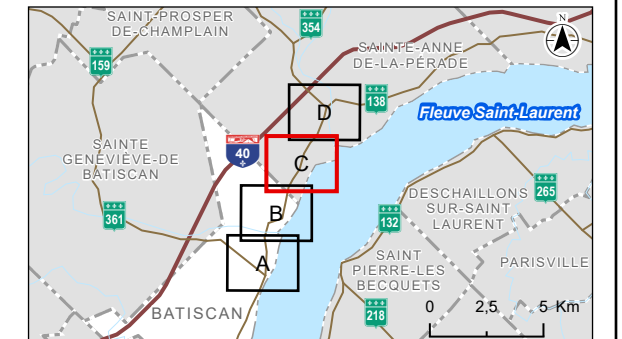 SAINT-PROSPER
DE-CHAMPLAIN
354
N
159
SAINTE-ANNE
DE-LA-PÉRADE
138
D
Fleuve Saint-Laurent
SAINTE
GENEVIÈVE-DE
BATISCAN
40
C
DESCHAILLONS
SUR-SAINT
LAURENT
265
361
B
132
A
SAINT
PIERRE-LES
BECQUETS
PARISVILLE
BATISCAN
218
0 2,5 5 Km